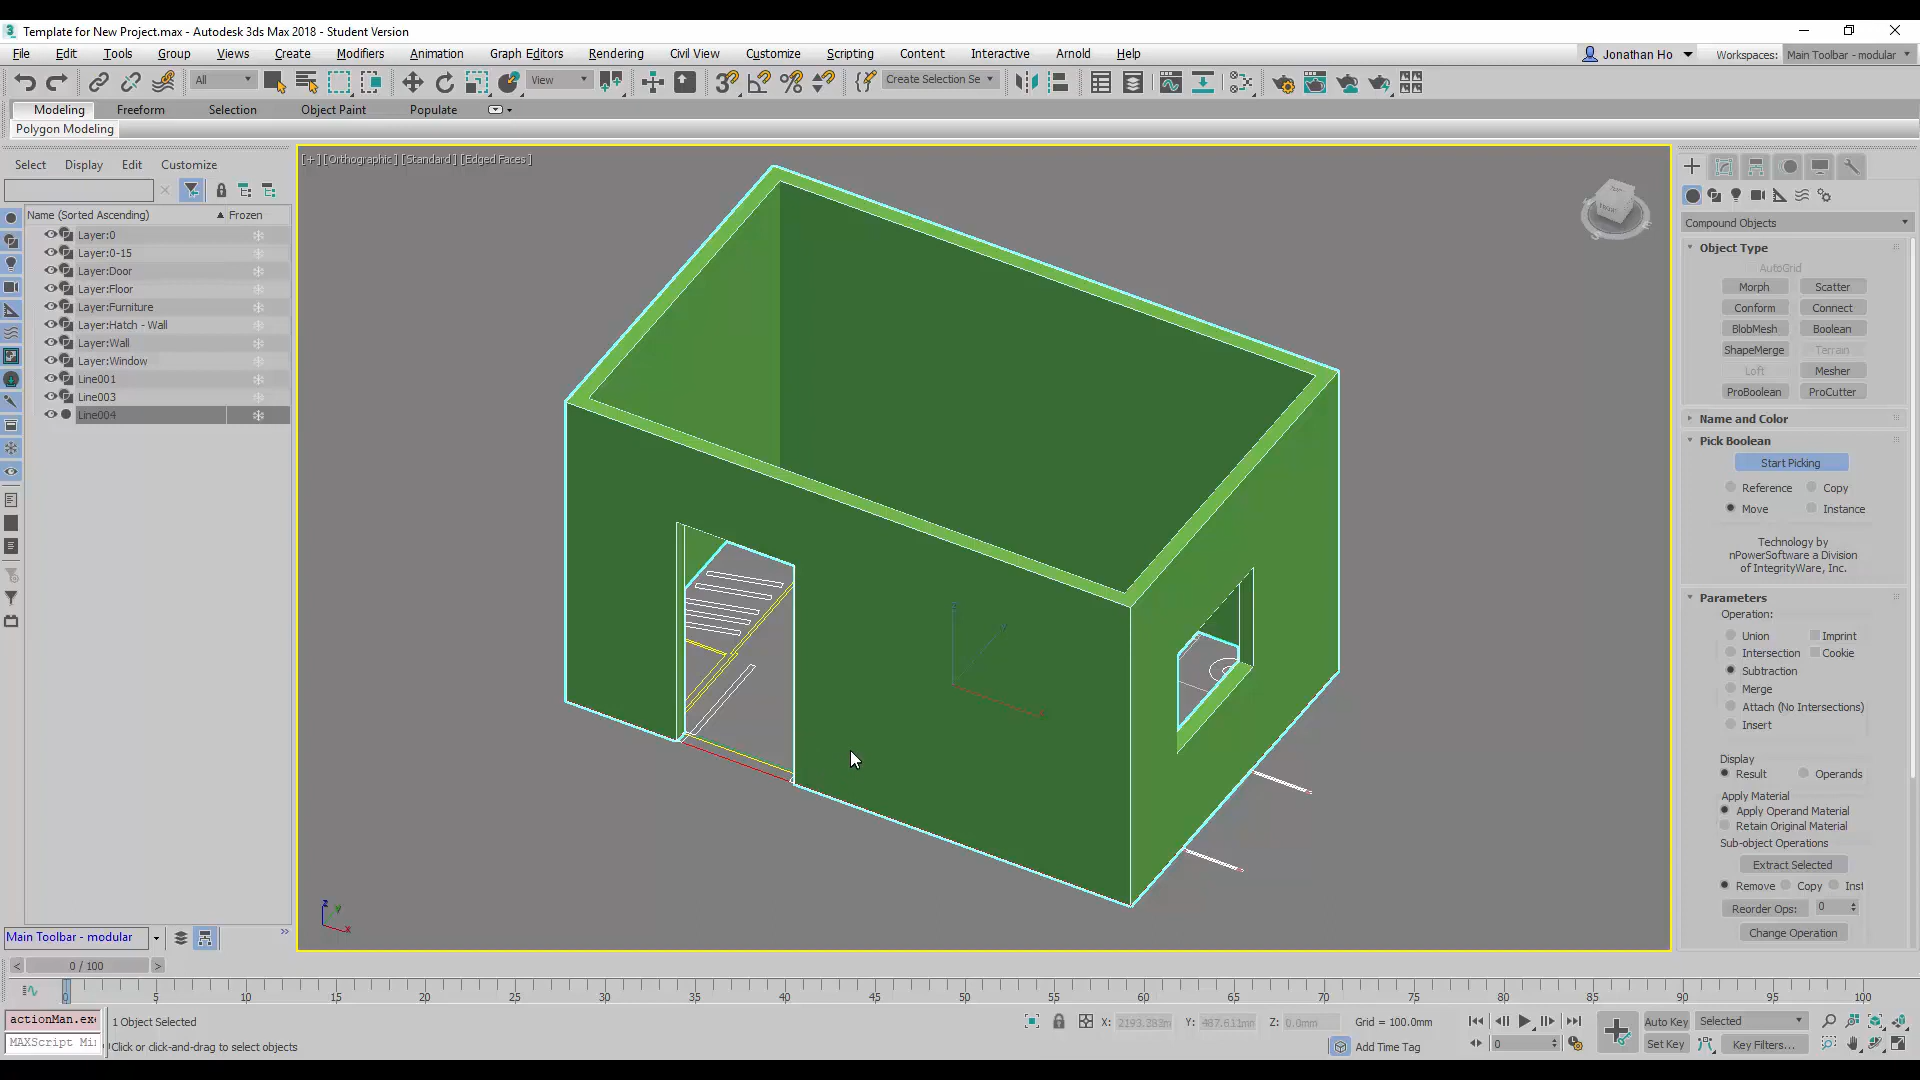 Template for New Project.max - Autodesk 3ds Max 2018 - Student Version
File Edit Tools Group Views Create Modifiers Animation Graph Editors Rendering Civil View Customize Scripting Content Interactive Arnold Help
Jonathan Ho Workspaces: Main Toolbar - modular
All View Create Selection Se
Modeling Freeform Selection Object Paint Populate
Polygon Modeling
Select Display Edit Customize
[+][Orthographic][Standard][Edged Faces]
Name (Sorted Ascending) Frozen
Layer:0
Layer:0-15
Layer:Door
Layer:Floor
Layer:Furniture
Layer:Hatch - Wall
Layer:Wall
Layer:Window
Line001
Line003
Line004
Compound Objects
Object Type
AutoGrid
Morph Scatter
Conform Connect
BlobMesh Boolean
ShapeMerge Terrain
Loft Mesher
ProBoolean ProCutter
Name and Color
Pick Boolean
Start Picking
Reference Copy
Move Instance
Technology by
nPowerSoftware a Division
of IntegrityWare, Inc.
Parameters
Operation:
Union Imprint
Intersection Cookie
Subtraction
Merge
Attach (No Intersections)
Insert
Display
Result Operands
Apply Material
Apply Operand Material
Retain Original Material
Sub-object Operations
Extract Selected
Remove Copy Inst
Reorder Ops: 0
Change Operation
z y x
Main Toolbar - modular
< 0 / 100 >
0 5 10 15 20 25 30 35 40 45 50 55 60 65 70 75 80 85 90 95 100
actionMan.exe 1 Object Selected X: 2193.283m Y: 487.611mm Z: 0.0mm Grid = 100.0mm Auto Key Selected
MAXScript Mi Click or click-and-drag to select objects Add Time Tag 0 Set Key Key Filters...